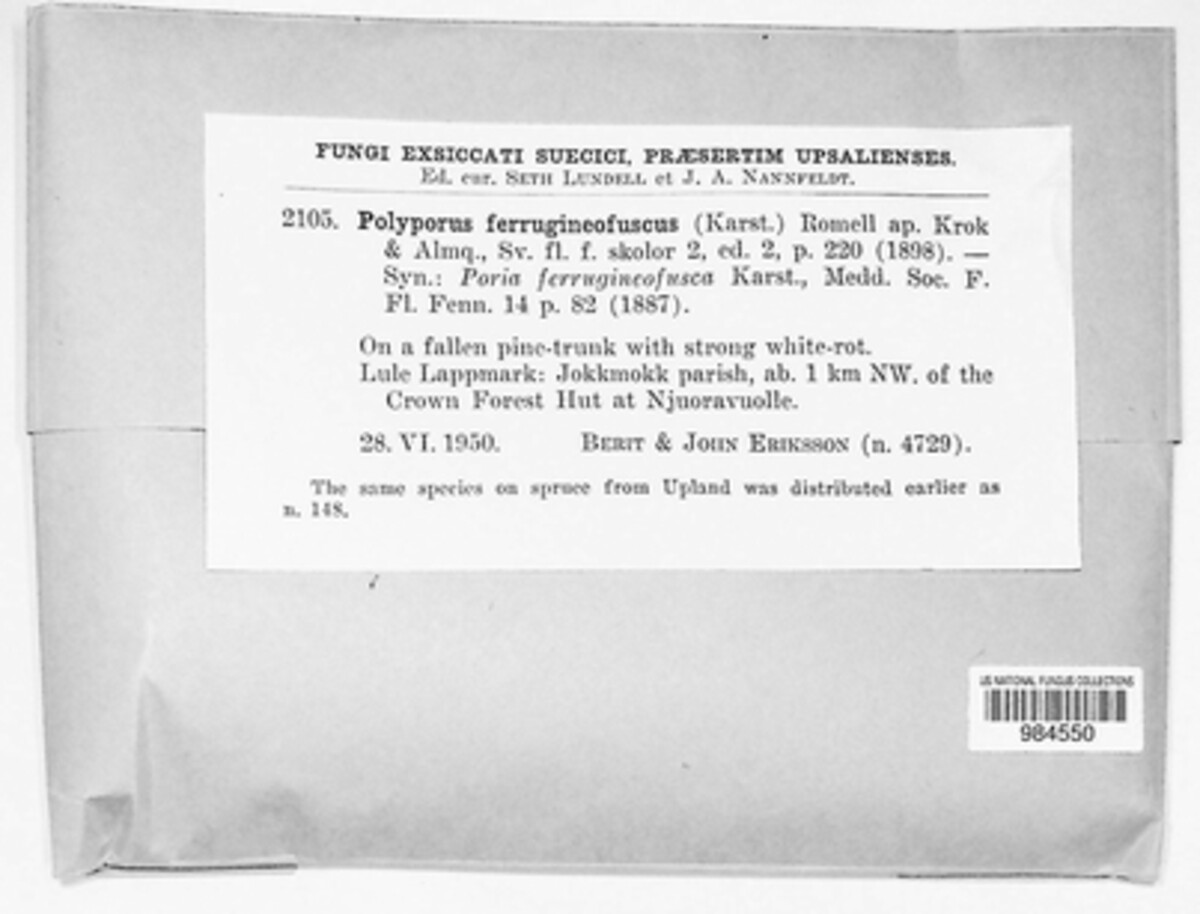 FUNGI EXSICCATI SUECICI, PRÆSERTIM UPSALIENSES.
Ed. cur. SETH LUNDELL et J. A. NANNFELDT.
2105. Polyporus ferrugineofuscus (Karst.) Romell ap. Krok
& Almq., Sv. fl. f. skolor 2, ed. 2, p. 220 (1898). —
Syn.: Poria ferrugineofusca Karst., Medd. Soc. F.
Fl. Fenn. 14 p. 82 (1887).
On a fallen pine-trunk with strong white-rot.
Lule Lappmark: Jokkmokk parish, ab. 1 km NW. of the
Crown Forest Hut at Njuoravuolle.
28. VI. 1950. BERIT & JOHN ERIKSSON (n. 4729).
The same species on spruce from Upland was distributed earlier as
n. 148.
US NATIONAL FUNGUS COLLECTIONS
984550